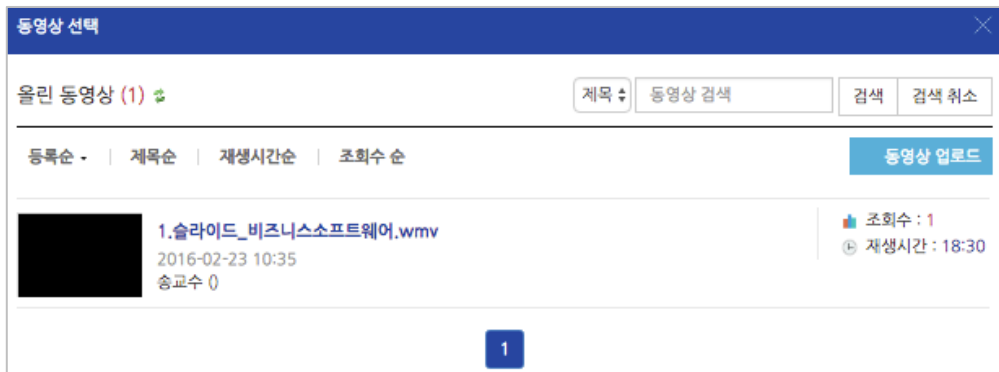 동영상 선택
올린 동영상 (1)
제목 동영상 검색 검색 검색 취소
등록순 제목순 재생시간순 조회수 순 동영상 업로드
1.슬라이드_비즈니스소프트웨어.wmv
2016-02-23 10:35
송교수 ()
조회수 : 1
재생시간 : 18:30
1